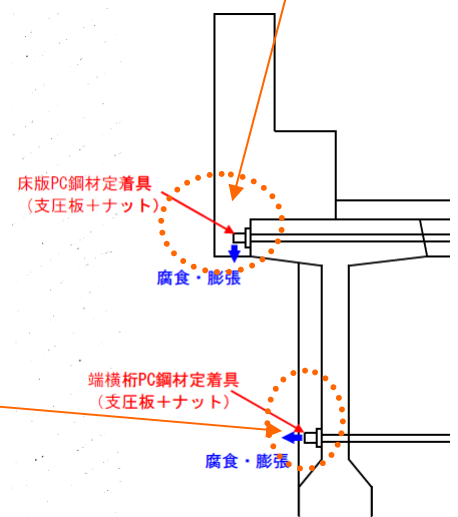 床版PC鋼材定着具
（支圧板＋ナット）
腐食・膨張
端横桁PC鋼材定着具
（支圧板＋ナット）
腐食・膨張